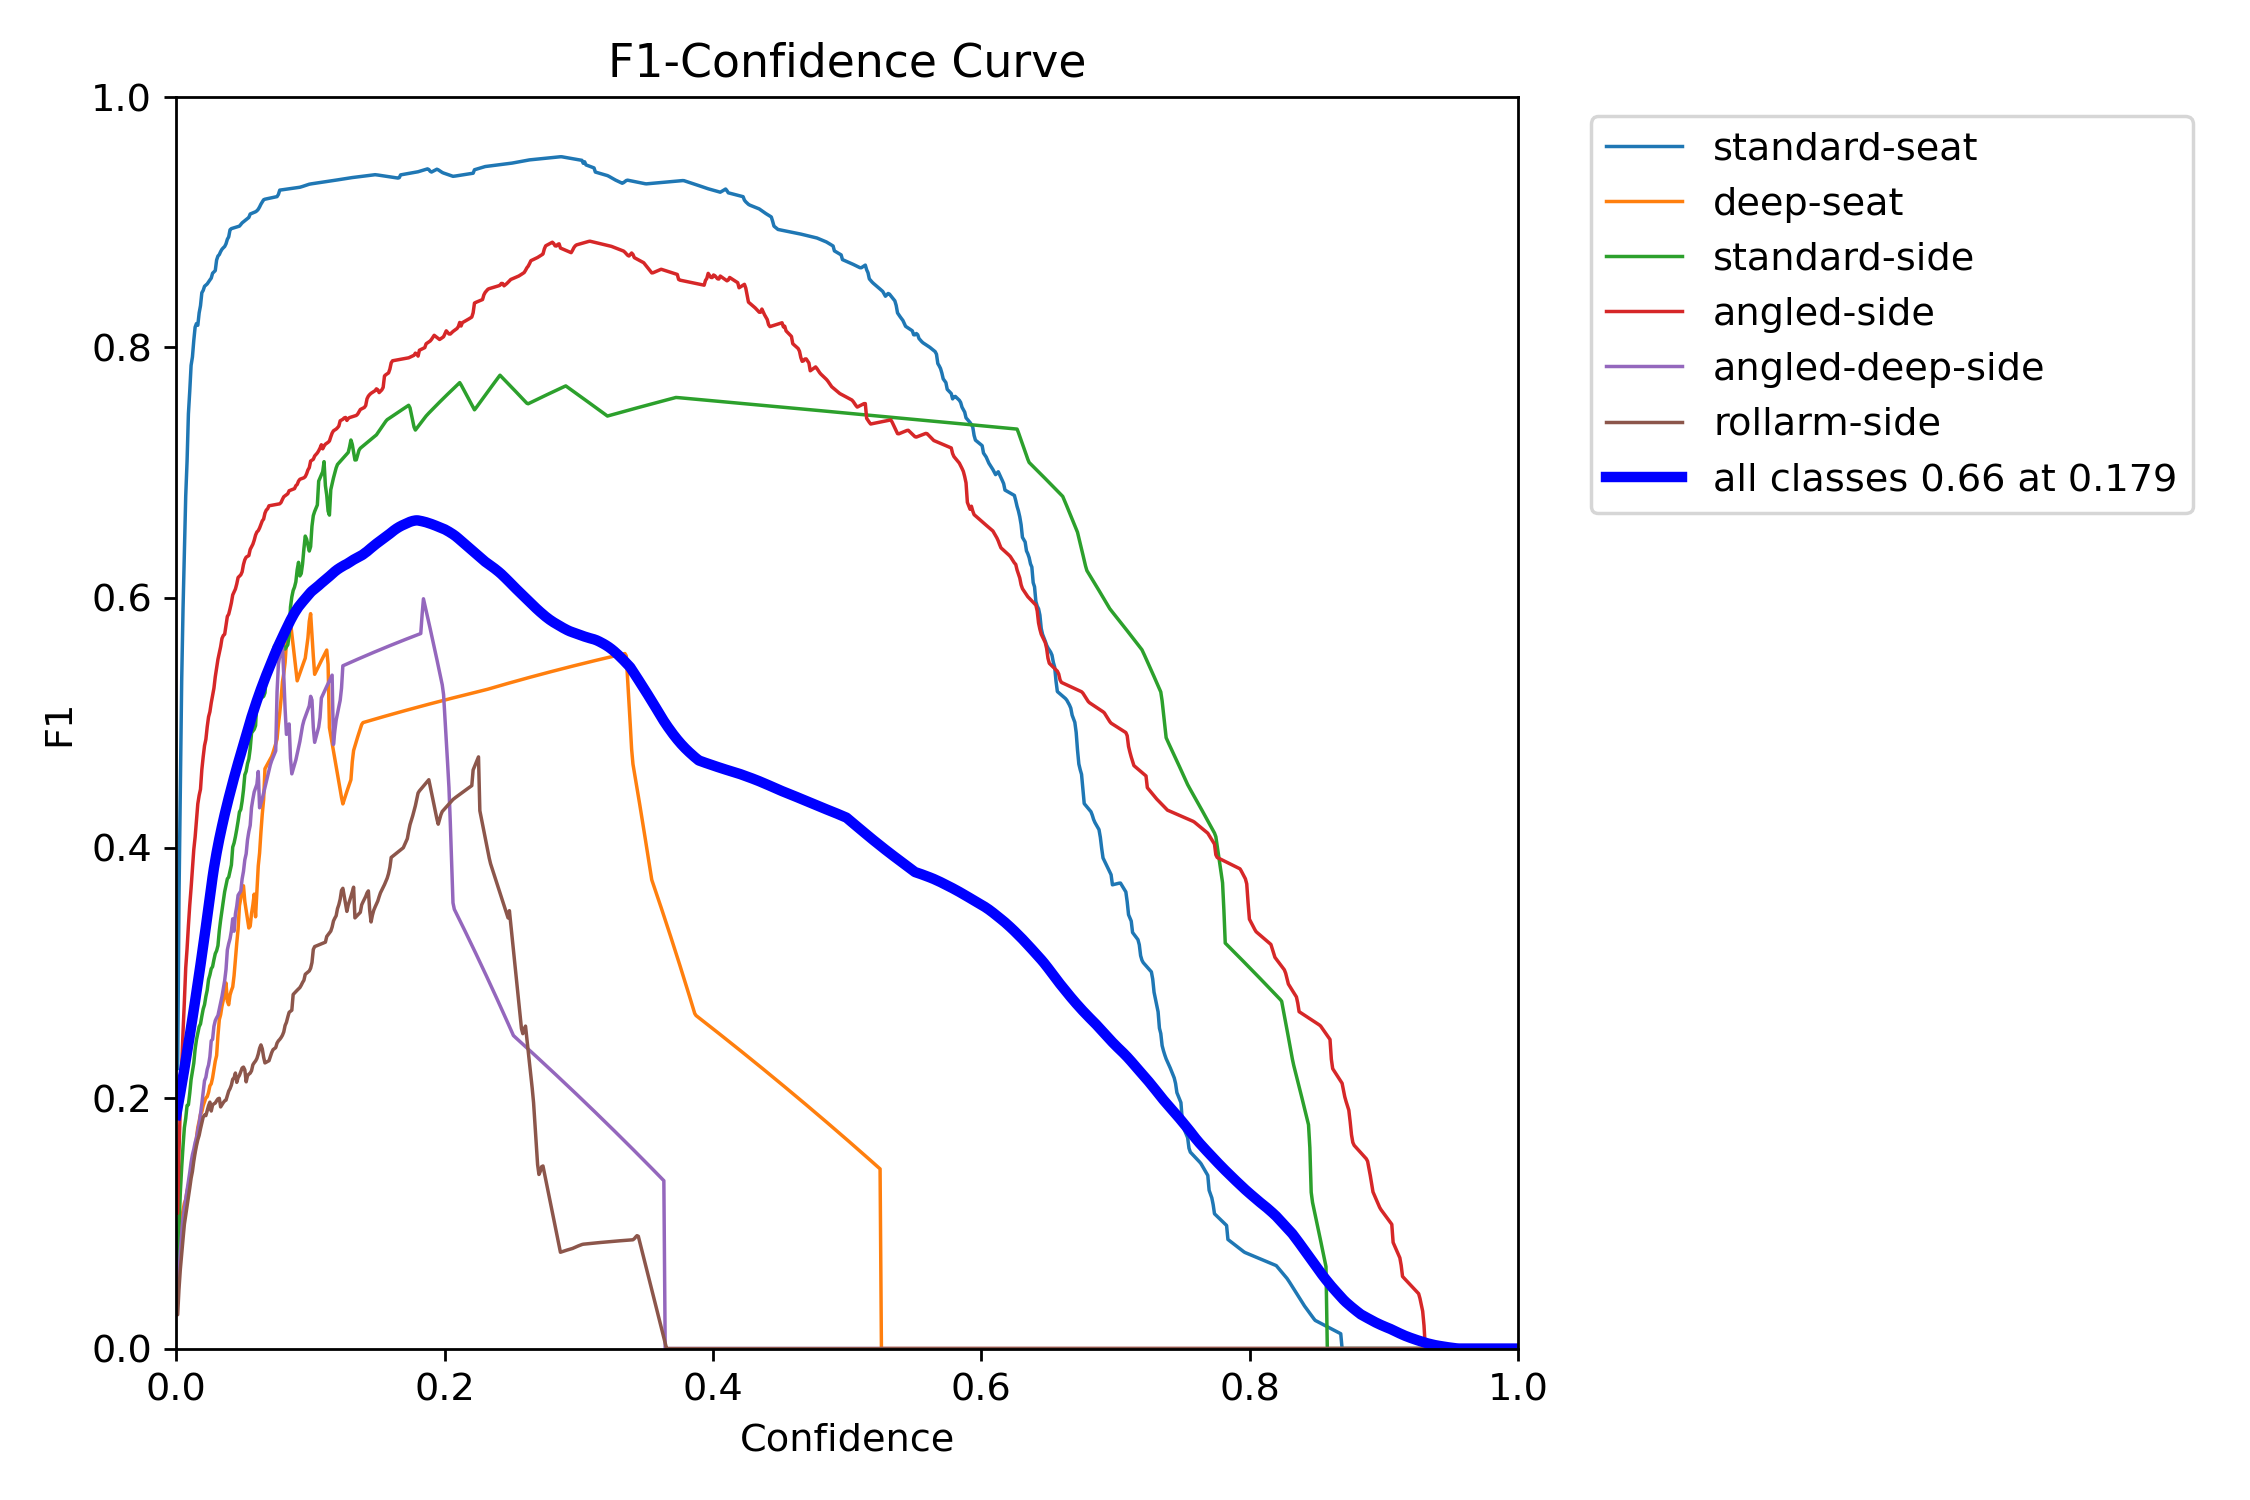 F1-Confidence Curve
1.0
0.8
0.6
0.4
0.2
0.0
F1
0.0 0.2 0.4 0.6 0.8 1.0
Confidence
standard-seat
deep-seat
standard-side
angled-side
angled-deep-side
rollarm-side
all classes 0.66 at 0.179